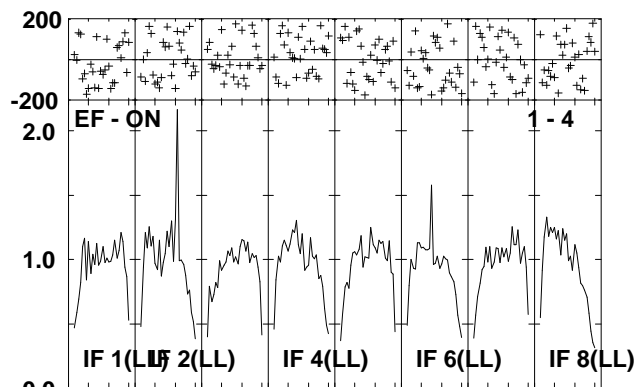 200
-200
EF - ON 1 - 4
2.0
1.0
IF 1(LL) IF 2(LL) IF 4(LL) IF 6(LL) IF 8(LL)
0.0